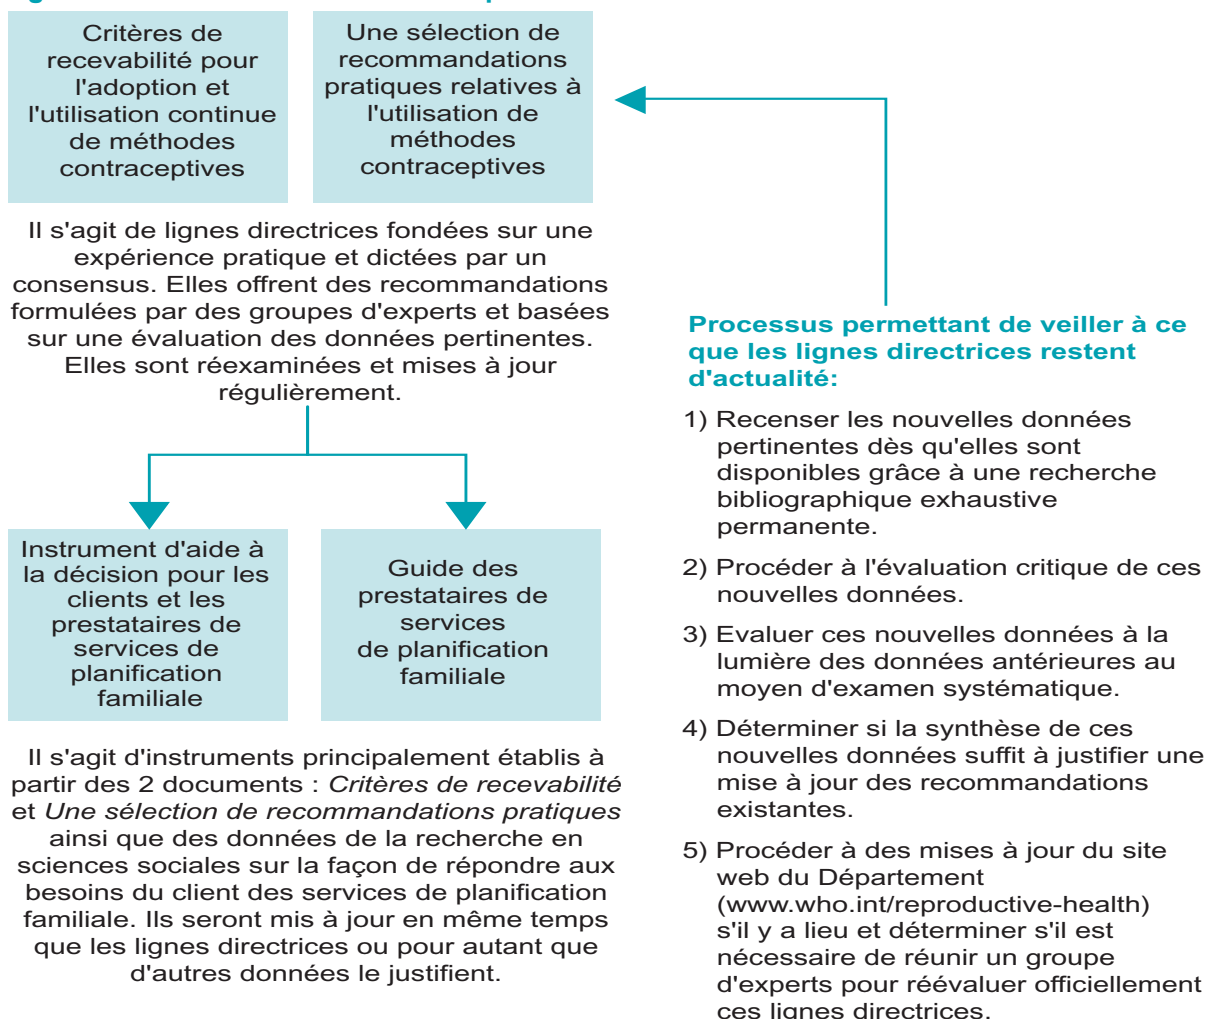 Critères de
recevabilité pour
l'adoption et
l'utilisation continue
de méthodes
contraceptives
Une sélection de
recommandations
pratiques relatives à
l'utilisation de
méthodes
contraceptives
Il s'agit de lignes directrices fondées sur une
expérience pratique et dictées par un
consensus. Elles offrent des recommandations
formulées par des groupes d'experts et basées
sur une évaluation des données pertinentes.
Elles sont réexaminées et mises à jour
régulièrement.
Instrument d'aide à
la décision pour les
clients et les
prestataires de
services de
planification
familiale
Guide des
prestataires de
services
de planification
familiale
Il s'agit d'instruments principalement établis à
partir des 2 documents : Critères de recevabilité
et Une sélection de recommandations pratiques
ainsi que des données de la recherche en
sciences sociales sur la façon de répondre aux
besoins du client des services de planification
familiale. Ils seront mis à jour en même temps
que les lignes directrices ou pour autant que
d'autres données le justifient.
Processus permettant de veiller à ce
que les lignes directrices restent
d'actualité:
1) Recenser les nouvelles données
pertinentes dès qu'elles sont
disponibles grâce à une recherche
bibliographique exhaustive
permanente.
2) Procéder à l'évaluation critique de ces
nouvelles données.
3) Evaluer ces nouvelles données à la
lumière des données antérieures au
moyen d'examen systématique.
4) Déterminer si la synthèse de ces
nouvelles données suffit à justifier une
mise à jour des recommandations
existantes.
5) Procéder à des mises à jour du site
web du Département
(www.who.int/reproductive-health)
s'il y a lieu et déterminer s'il est
nécessaire de réunir un groupe
d'experts pour réévaluer officiellement
ces lignes directrices.